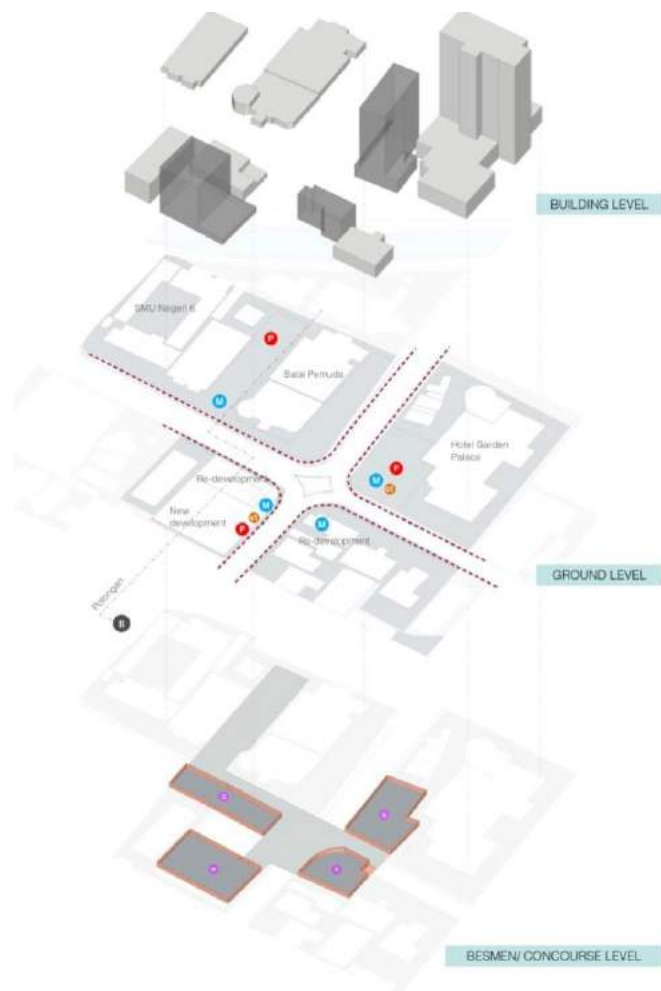 BUILDING LEVEL
SMU Negeri 6
P
Balai Pemuda
M
Hotel Garden
Palace
P
M
Re-development
M
New
development
P
M
Re-development
GROUND LEVEL
Potongan
BESMEN/ CONCOURSE LEVEL